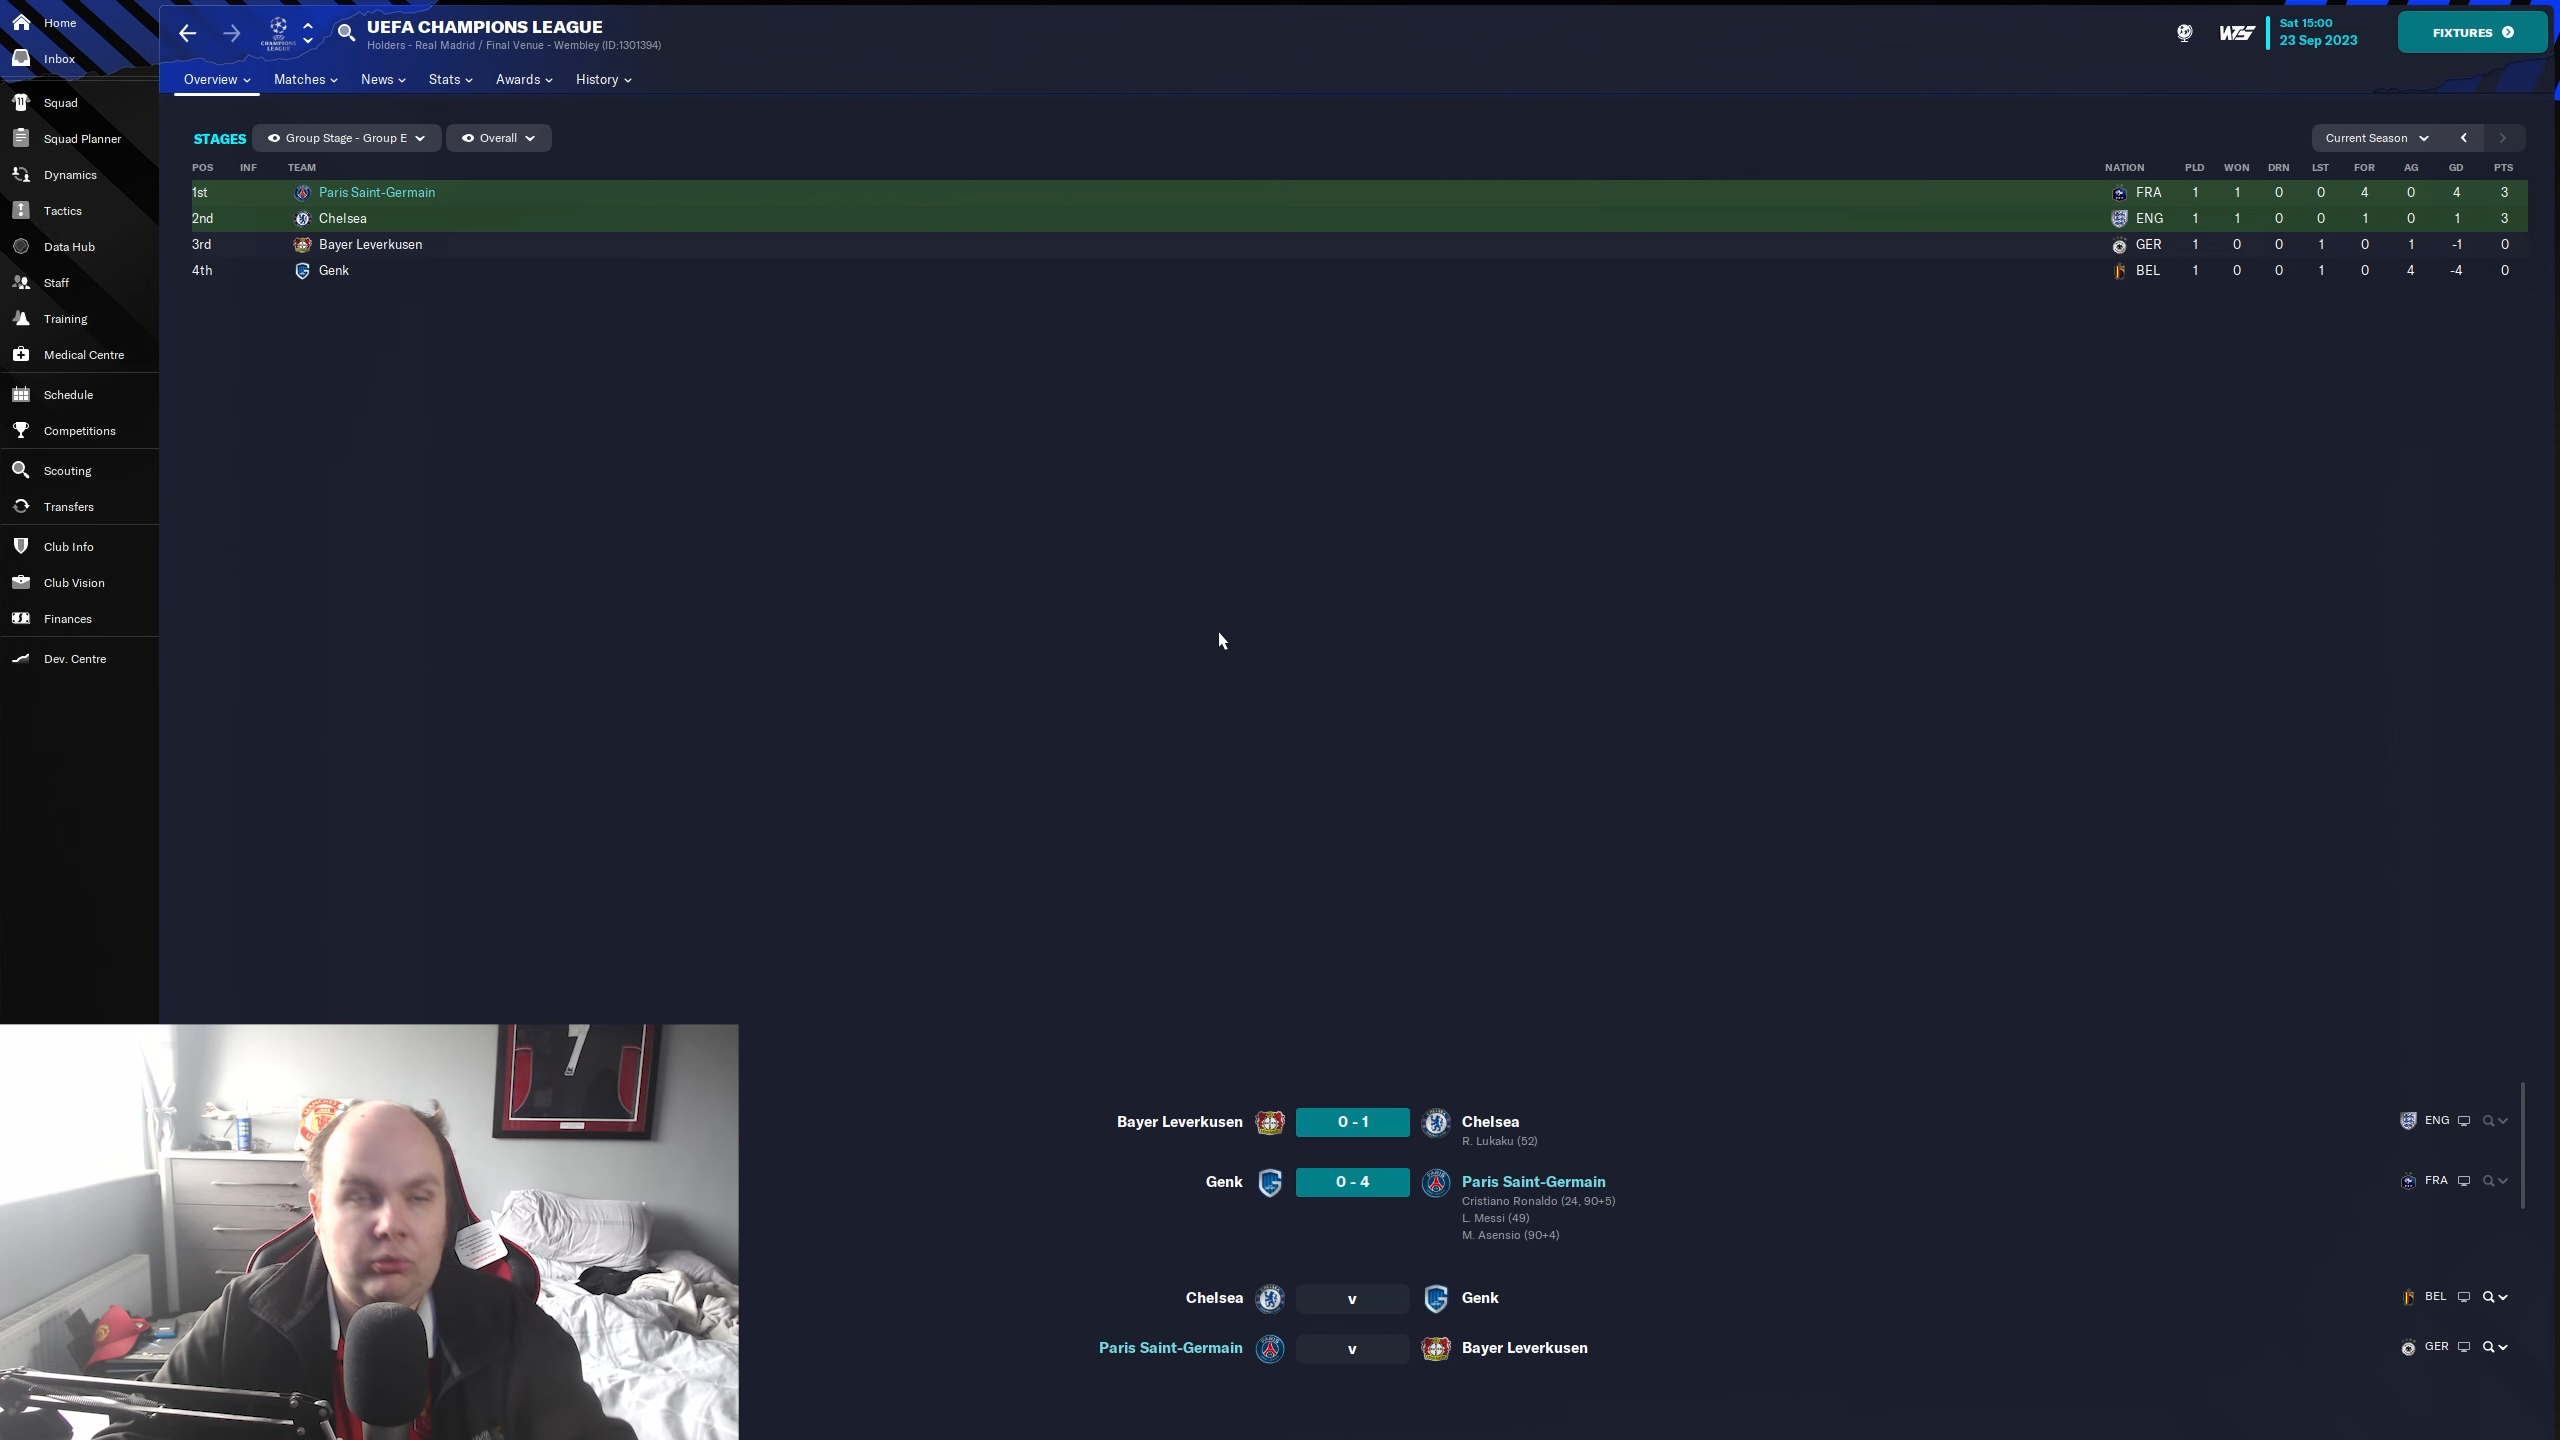 Home
Inbox
Squad
Squad Planner
Dynamics
Tactics
Data Hub
Staff
Training
Medical Centre
Schedule
Competitions
Scouting
Transfers
Club Info
Club Vision
Finances
Dev. Centre
UEFA CHAMPIONS LEAGUE
Holders - Real Madrid / Final Venue - Wembley (ID:1301394)
Sat 15:00
23 Sep 2023
FIXTURES
Overview Matches News Stats Awards History
STAGES Group Stage - Group E Overall Current Season
POS INF TEAM NATION PLD WON DRN LST FOR AG GD PTS
1st Paris Saint-Germain FRA 1 1 0 0 4 0 4 3
2nd Chelsea ENG 1 1 0 0 1 0 1 3
3rd Bayer Leverkusen GER 1 0 0 1 0 1 -1 0
4th Genk BEL 1 0 0 1 0 4 -4 0
Bayer Leverkusen 0 - 1 Chelsea ENG
R. Lukaku (52)
Genk 0 - 4 Paris Saint-Germain FRA
Cristiano Ronaldo (24, 90+5)
L. Messi (49)
M. Asensio (90+4)
Chelsea v Genk BEL
Paris Saint-Germain v Bayer Leverkusen GER
7